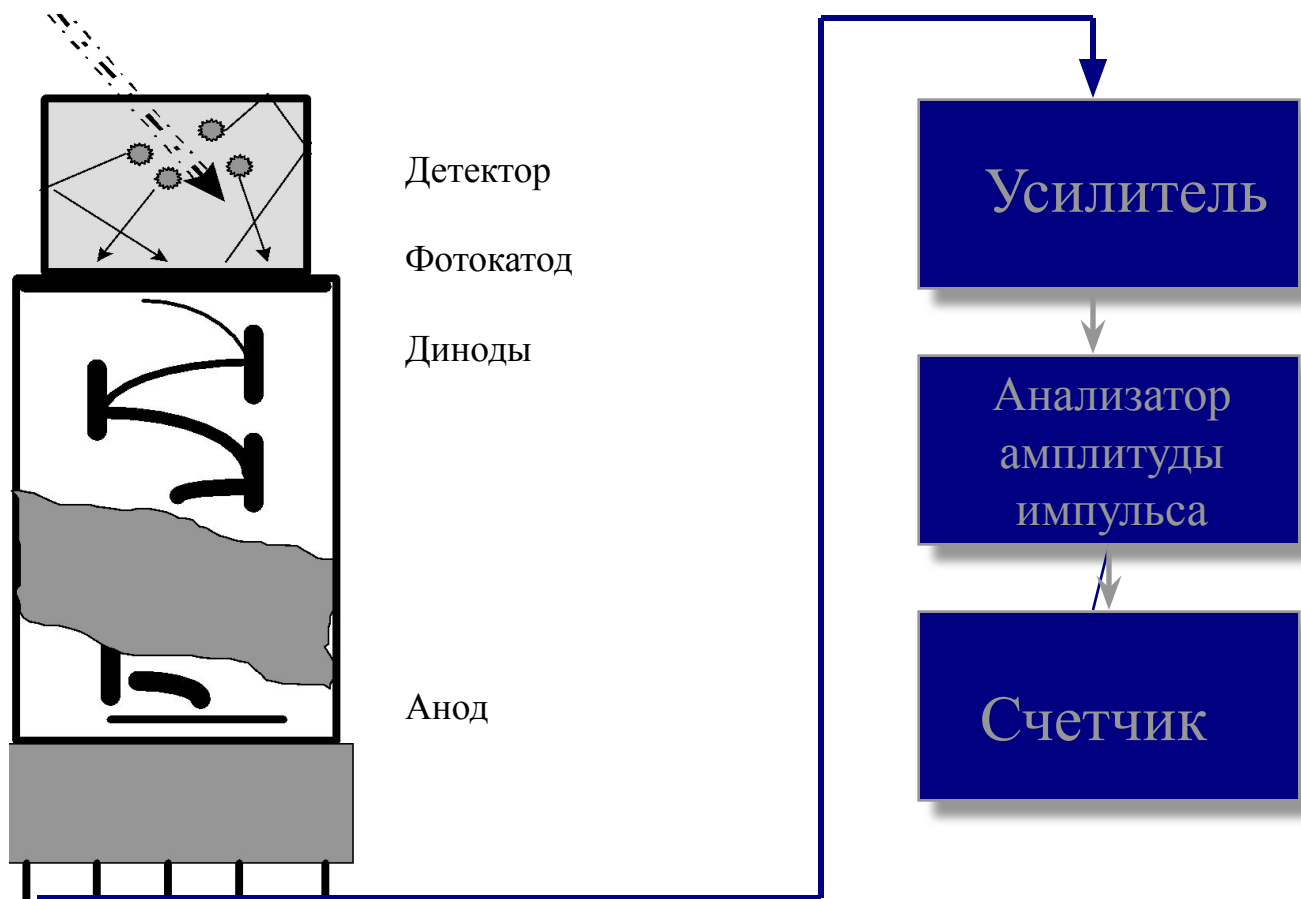 Детектор
Фотокатод
Диноды
Анод
Усилитель
Анализатор
амплитуды
импульса
Счетчик